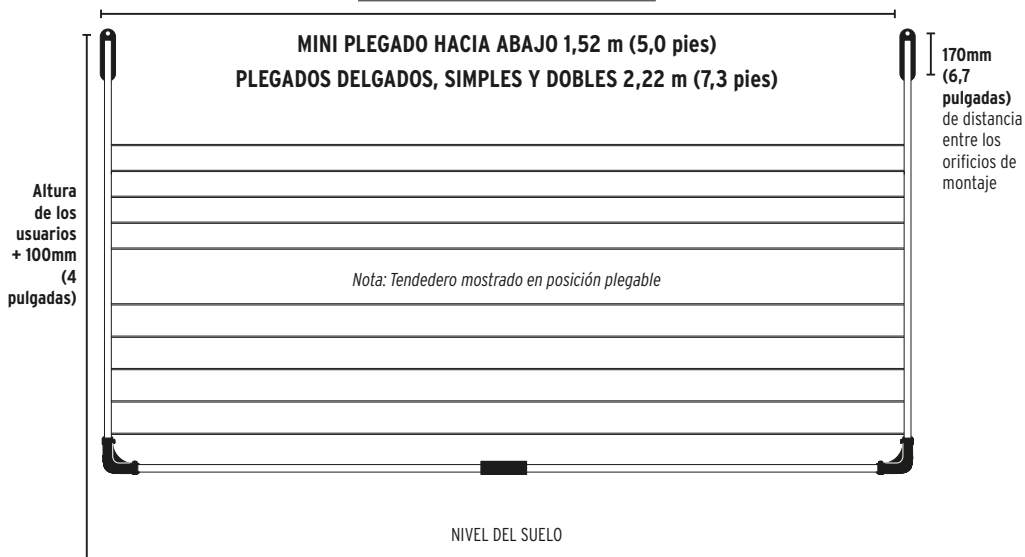 MINI PLEGADO HACIA ABAJO 1,52 m (5,0 pies)
PLEGADOS DELGADOS, SIMPLES Y DOBLES 2,22 m (7,3 pies)
170mm
(6,7
pulgadas)
de distancia
entre los
orificios de
montaje
Altura
de los
usuarios
+ 100mm
(4
pulgadas)
Nota: Tendedero mostrado en posición plegable
NIVEL DEL SUELO